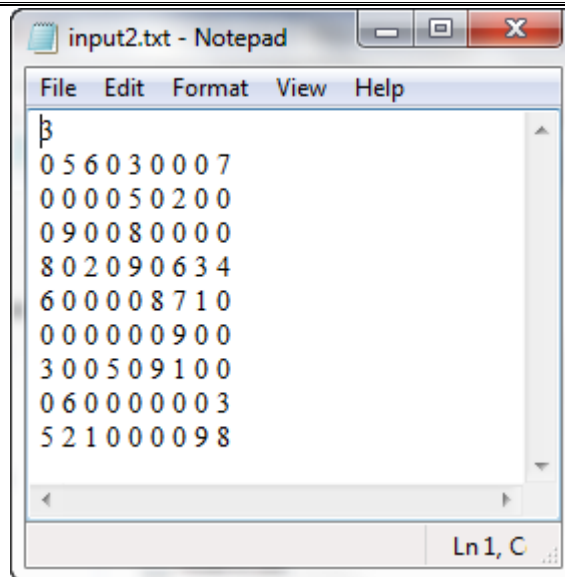 input2.txt - Notepad
File Edit Format View Help
3
0 5 6 0 3 0 0 0 7
0 0 0 0 5 0 2 0 0
0 9 0 0 8 0 0 0 0
8 0 2 0 9 0 6 3 4
6 0 0 0 0 8 7 1 0
0 0 0 0 0 0 9 0 0
3 0 0 5 0 9 1 0 0
0 6 0 0 0 0 0 0 3
5 2 1 0 0 0 0 9 8
Ln 1, C